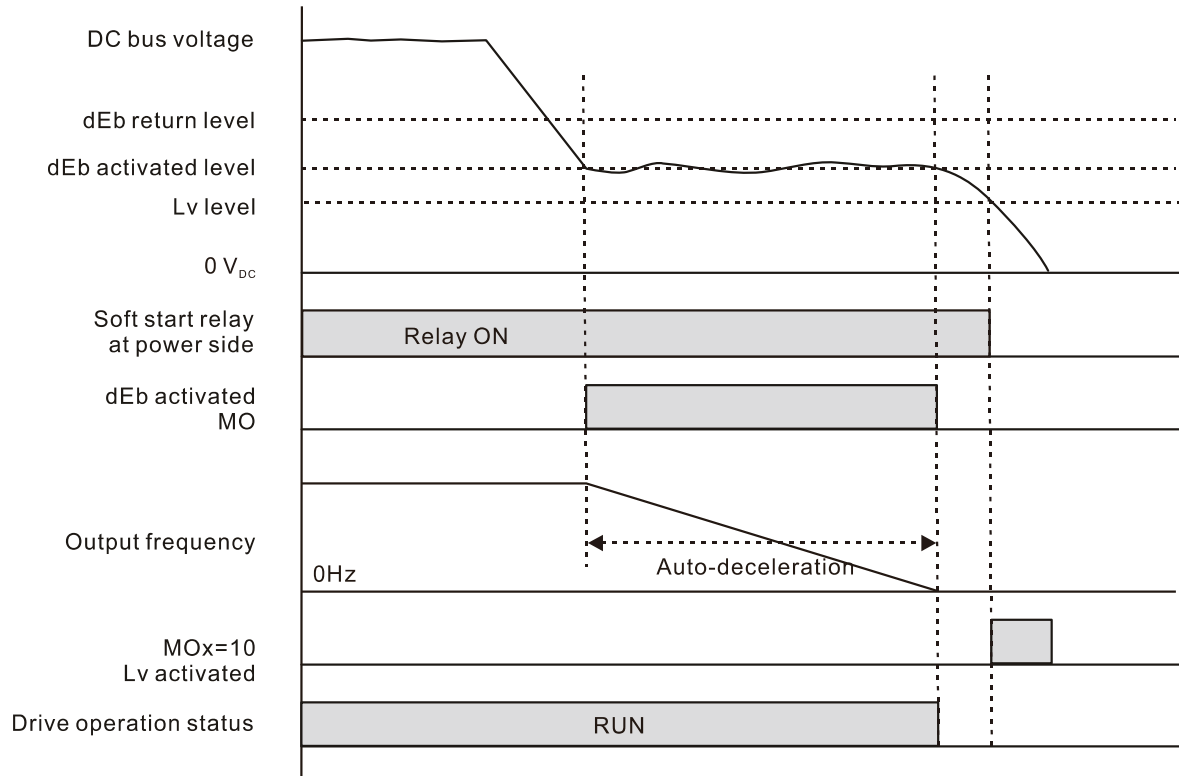 DC bus voltage
dEb return level
dEb activated level
Lv level
0 VDC
Soft start relay
at power side
Relay ON
dEb activated
MO
Output frequency
Auto-deceleration
0Hz
MOx=10
Lv activated
Drive operation status
RUN